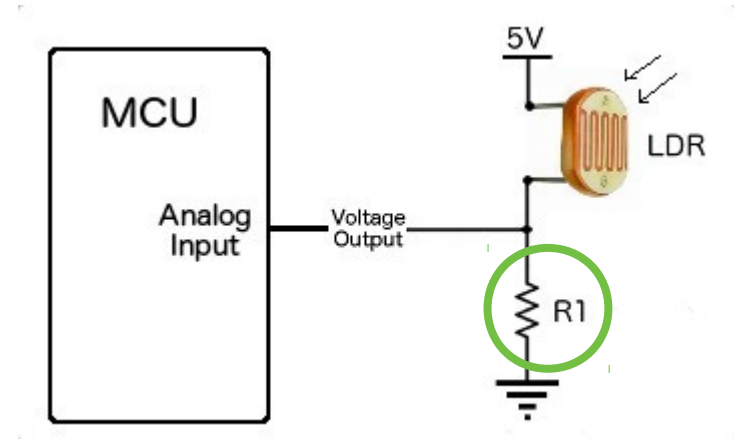 5V
MCU
LDR
Analog
Input
Voltage
Output
R1